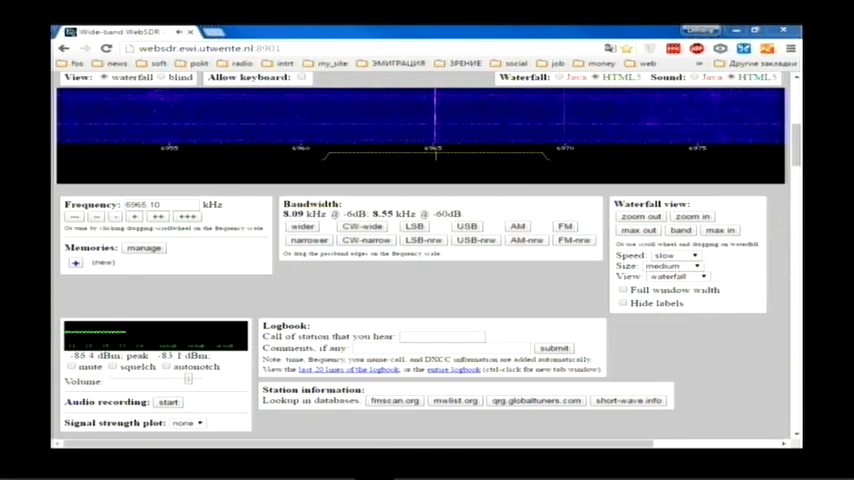 Wide-band WebSDR
websdr.ewi.utwente.nl:8901
fos news soft polit radio intrt my_site ЭМИГРАЦИЯ ЗРЕНИЕ social job money web » Другие закладки
View: waterfall blind Allow keyboard: Waterfall: Java HTML5 Sound: Java HTML5
6955 6960 6965 6970 6975
Frequency: 6965.10 kHz
--- -- - + ++ +++
Or tune by clicking/dragging/scrollwheel on the frequency scale.
Memories: manage
+ (new)
Bandwidth:
8.09 kHz @ -6dB; 8.55 kHz @ -60dB.
wider CW-wide LSB USB AM FM
narrower CW-narrow LSB-nrw USB-nrw AM-nrw FM-nrw
Or drag the passband edges on the frequency scale.
Waterfall view:
zoom out zoom in
max out band max in
Or use scroll wheel and dragging on waterfall.
Speed: slow
Size: medium
View: waterfall
Full window width
Hide labels
-85.4 dBm; peak -83.1 dBm;
mute squelch autonotch
Volume:
Audio recording: start
Signal strength plot: none
Logbook:
Call of station that you hear:
Comments, if any: submit
Note: time, frequency, your name/call, and DXCC information are added automatically.
View the last 20 lines of the logbook, or the entire logbook (ctrl-click for new tab/window).
Station information:
Lookup in databases: fmscan.org mwlist.org qrg.globaltuners.com short-wave.info